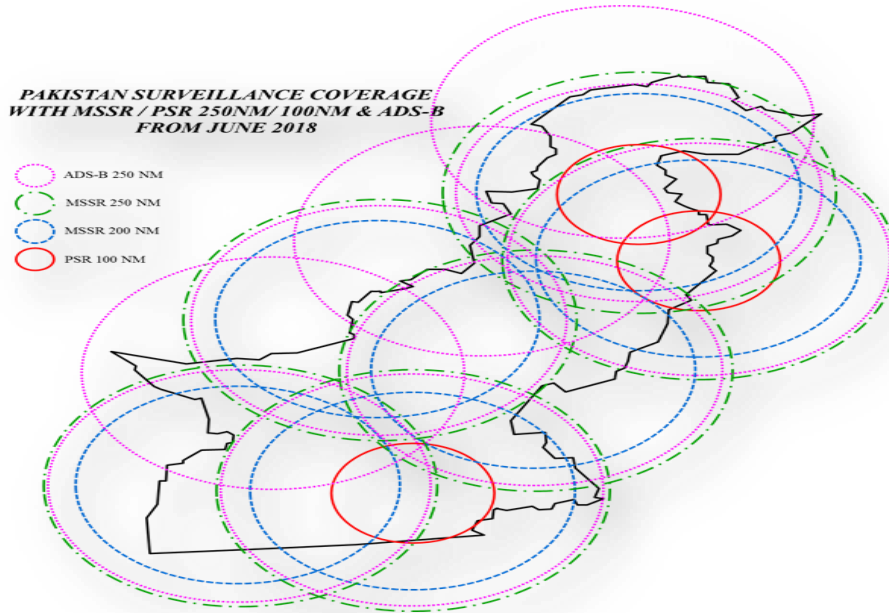 PAKISTAN SURVEILLANCE COVERAGE
WITH MSSR / PSR 250NM/ 100NM & ADS-B
FROM JUNE 2018
ADS-B 250 NM
MSSR 250 NM
MSSR 200 NM
PSR 100 NM